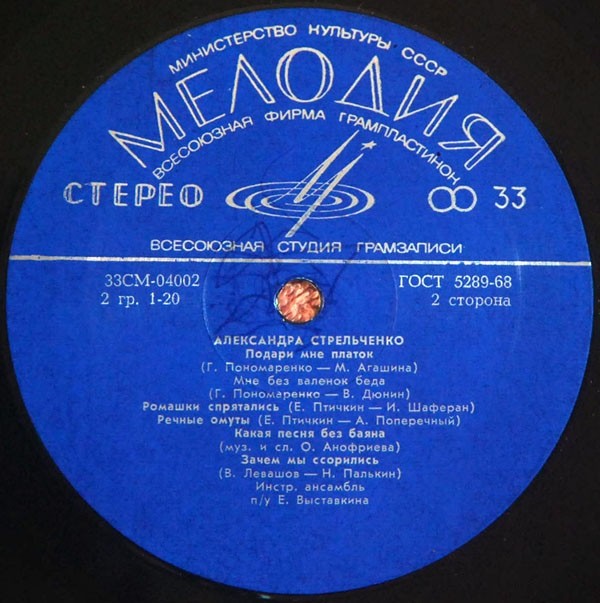 МИНИСТЕРСТВО КУЛЬТУРЫ СССР
МЕЛОДИЯ
ВСЕСОЮЗНАЯ ФИРМА ГРАМПЛАСТИНОК
СТЕРЕО 33
ВСЕСОЮЗНАЯ СТУДИЯ ГРАМЗАПИСИ
33СМ-04002 ГОСТ 5289-68
2 гр. 1-20 2 сторона
АЛЕКСАНДРА СТРЕЛЬЧЕНКО
Подари мне платок
(Г. Пономаренко — М. Агашина)
Мне без валенок беда
(Г. Пономаренко — В. Дюнин)
Ромашки спрятались (Е. Птичкин — И. Шаферан)
Речные омуты (Е. Птичкин — А. Поперечный)
Какая песня без баяна
(муз. и сл. О. Анофриева)
Зачем мы ссорились
(В. Левашов — Н. Палькин)
Инстр. ансамбль
п/у Е. Выставкина